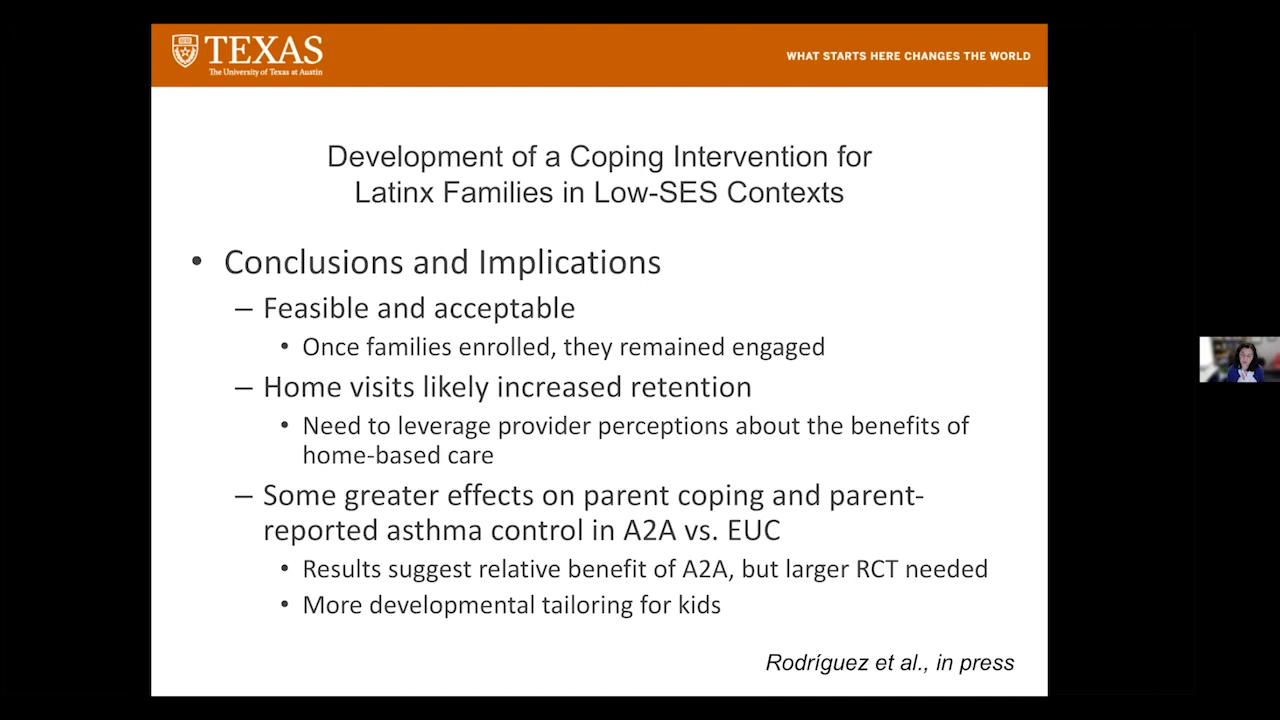 TEXAS
The University of Texas at Austin
WHAT STARTS HERE CHANGES THE WORLD
Development of a Coping Intervention for
Latinx Families in Low-SES Contexts
• Conclusions and Implications
– Feasible and acceptable
• Once families enrolled, they remained engaged
– Home visits likely increased retention
• Need to leverage provider perceptions about the benefits of
home-based care
– Some greater effects on parent coping and parent-
reported asthma control in A2A vs. EUC
• Results suggest relative benefit of A2A, but larger RCT needed
• More developmental tailoring for kids
Rodríguez et al., in press